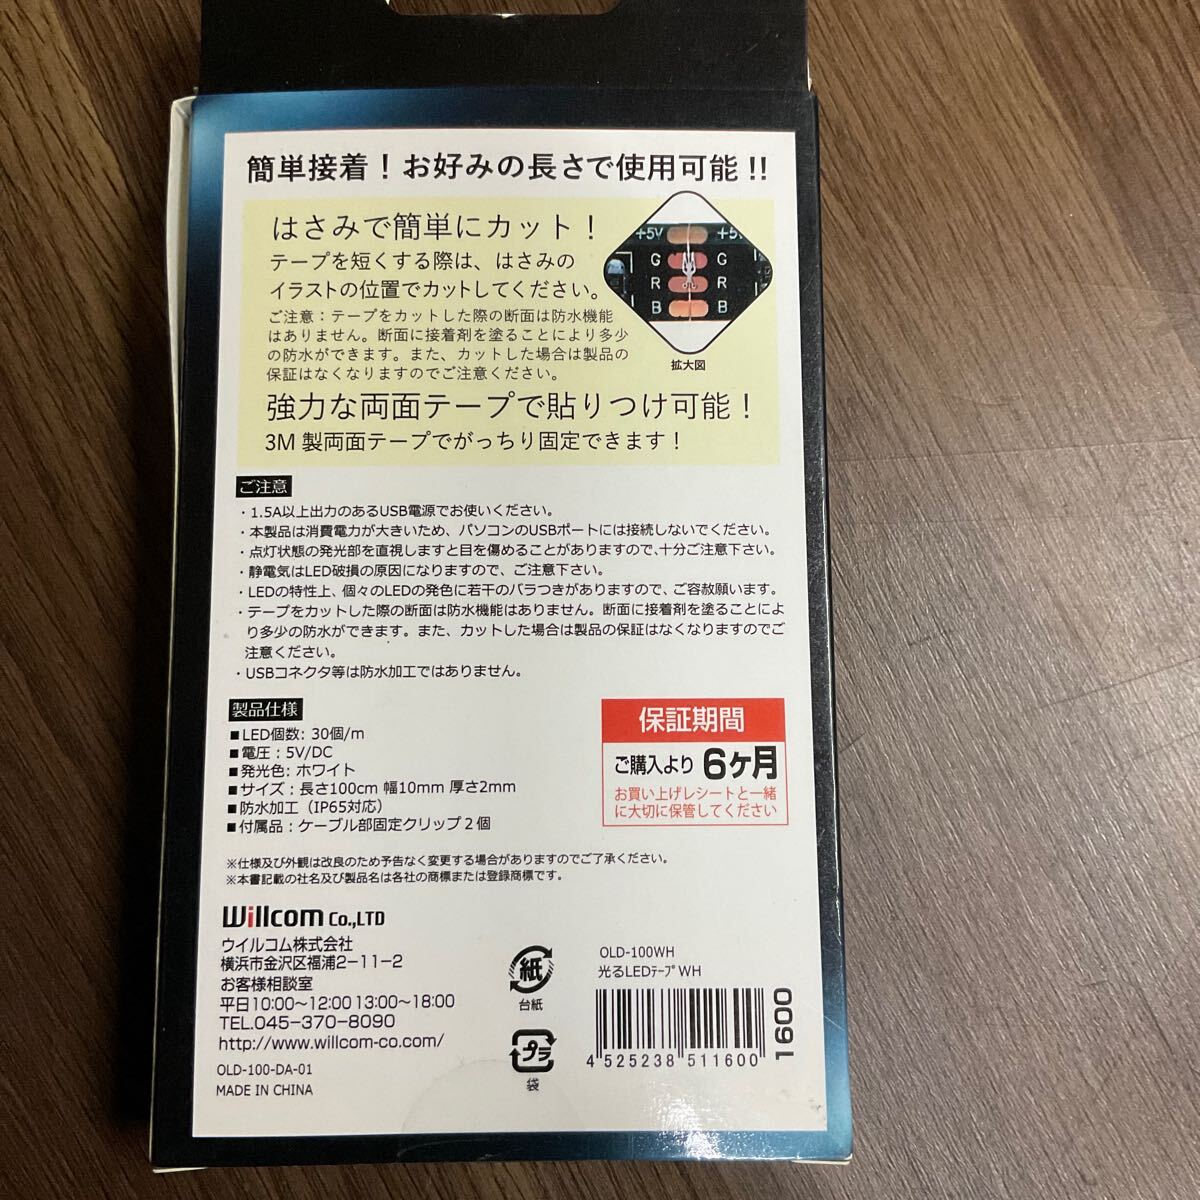 簡単接着！お好みの長さで使用可能!!
はさみで簡単にカット！
テープを短くする際は、はさみの
イラストの位置でカットしてください。
ご注意：テープをカットした際の断面は防水機能
はありません。断面に接着剤を塗ることにより多少
の防水ができます。また、カットした場合は製品の
保証はなくなりますのでご注意ください。
+5V +5
G G
R R
B B
拡大図
強力な両面テープで貼りつけ可能！
3M 製両面テープでがっちり固定できます！
ご注意
・1.5A以上出力のあるUSB電源でお使いください。
・本製品は消費電力が大きいため、パソコンのUSBポートには接続しないでください。
・点灯状態の発光部を直視しますと目を傷めることがありますので、十分ご注意下さい。
・静電気はLED破損の原因になりますので、ご注意下さい。
・LEDの特性上、個々のLEDの発色に若干のバラつきがありますので、ご容赦願います。
・テープをカットした際の断面は防水機能はありません。断面に接着剤を塗ることによ
り多少の防水ができます。また、カットした場合は製品の保証はなくなりますのでご
注意ください。
・USBコネクタ等は防水加工ではありません。
製品仕様
■LED個数: 30個/m
■電圧：5V/DC
■発光色: ホワイト
■サイズ：長さ100cm 幅10mm 厚さ2mm
■防水加工（IP65対応）
■付属品：ケーブル部固定クリップ２個
保証期間
ご購入より 6ヶ月
お買い上げレシートと一緒
に大切に保管してください
※仕様及び外観は改良のため予告なく変更する場合がありますのでご了承ください。
※本書記載の社名及び製品名は各社の商標または登録商標です。
Willcom Co.,LTD
ウイルコム株式会社
横浜市金沢区福浦2-11-2
お客様相談室
平日10:00〜12:00 13:00〜18:00
TEL.045-370-8090
http://www.willcom-co.com/
OLD-100-DA-01
MADE IN CHINA
紙
台紙
プラ
袋
OLD-100WH
光るLEDﾃｰﾌﾟWH
4 525238 511600
1600